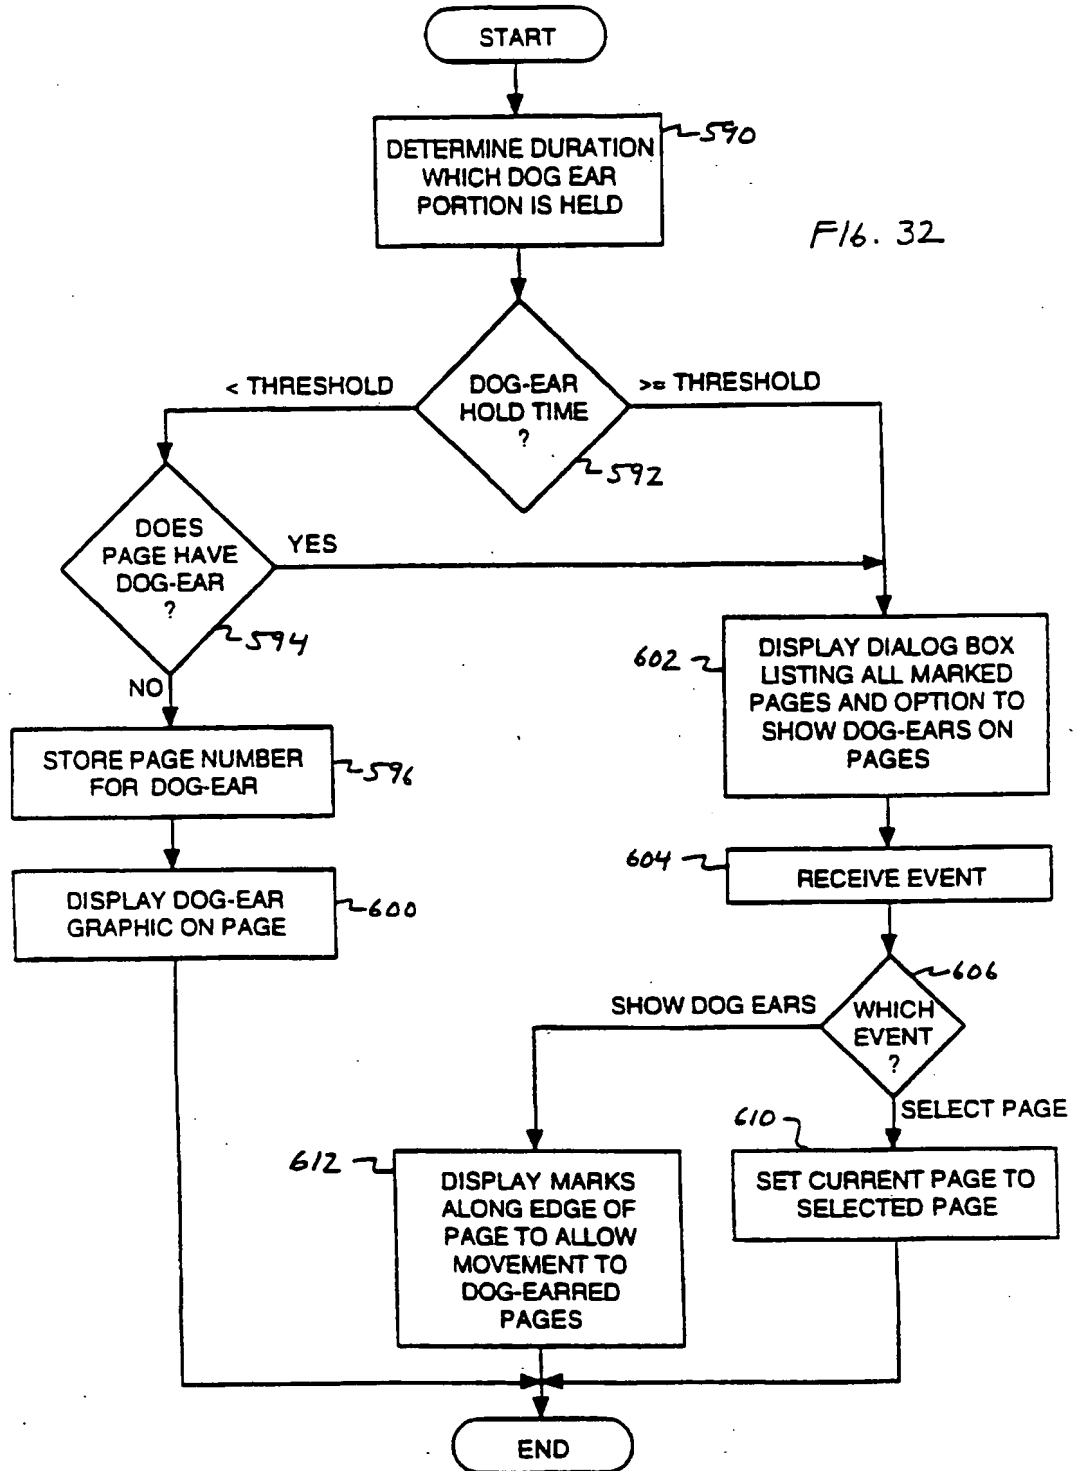 START
DETERMINE DURATION
WHICH DOG EAR
PORTION IS HELD
590
FIG. 32
< THRESHOLD
DOG-EAR
HOLD TIME
?
>= THRESHOLD
592
DOES
PAGE HAVE
DOG-EAR
?
YES
594
NO
602
DISPLAY DIALOG BOX
LISTING ALL MARKED
PAGES AND OPTION TO
SHOW DOG-EARS ON
PAGES
STORE PAGE NUMBER
FOR DOG-EAR
596
604
RECEIVE EVENT
DISPLAY DOG-EAR
GRAPHIC ON PAGE
600
606
SHOW DOG EARS
WHICH
EVENT
?
SELECT PAGE
610
612
DISPLAY MARKS
ALONG EDGE OF
PAGE TO ALLOW
MOVEMENT TO
DOG-EARRED
PAGES
SET CURRENT PAGE TO
SELECTED PAGE
END